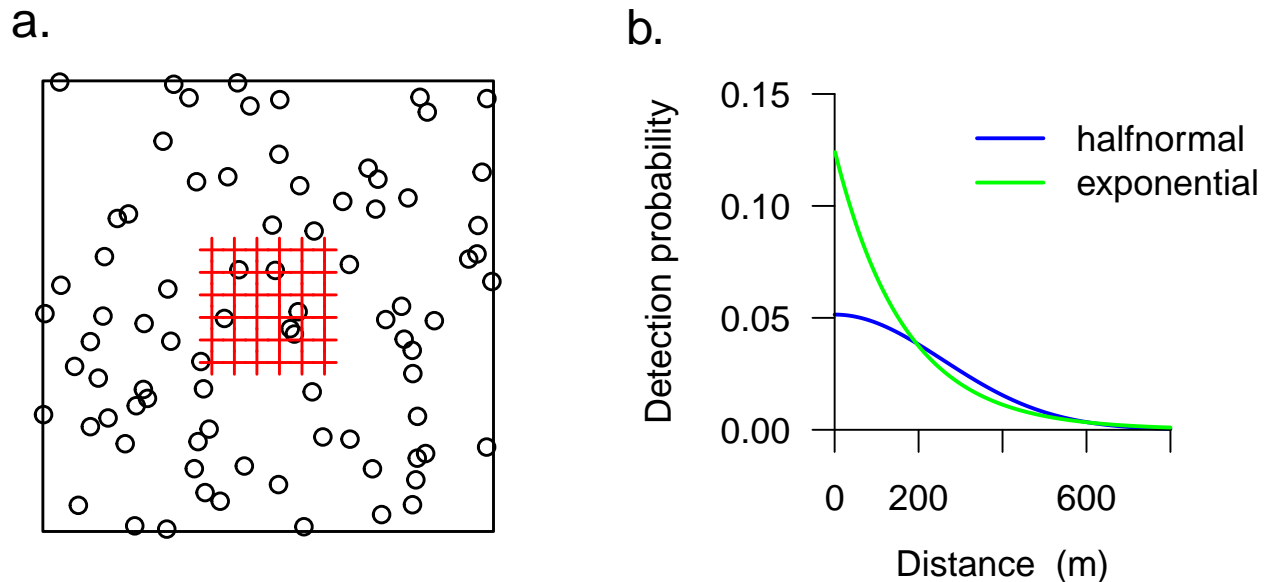 a.
b.
Detection probability
0.15
0.10
0.05
0.00
halfnormal
exponential
0 200 600
Distance (m)